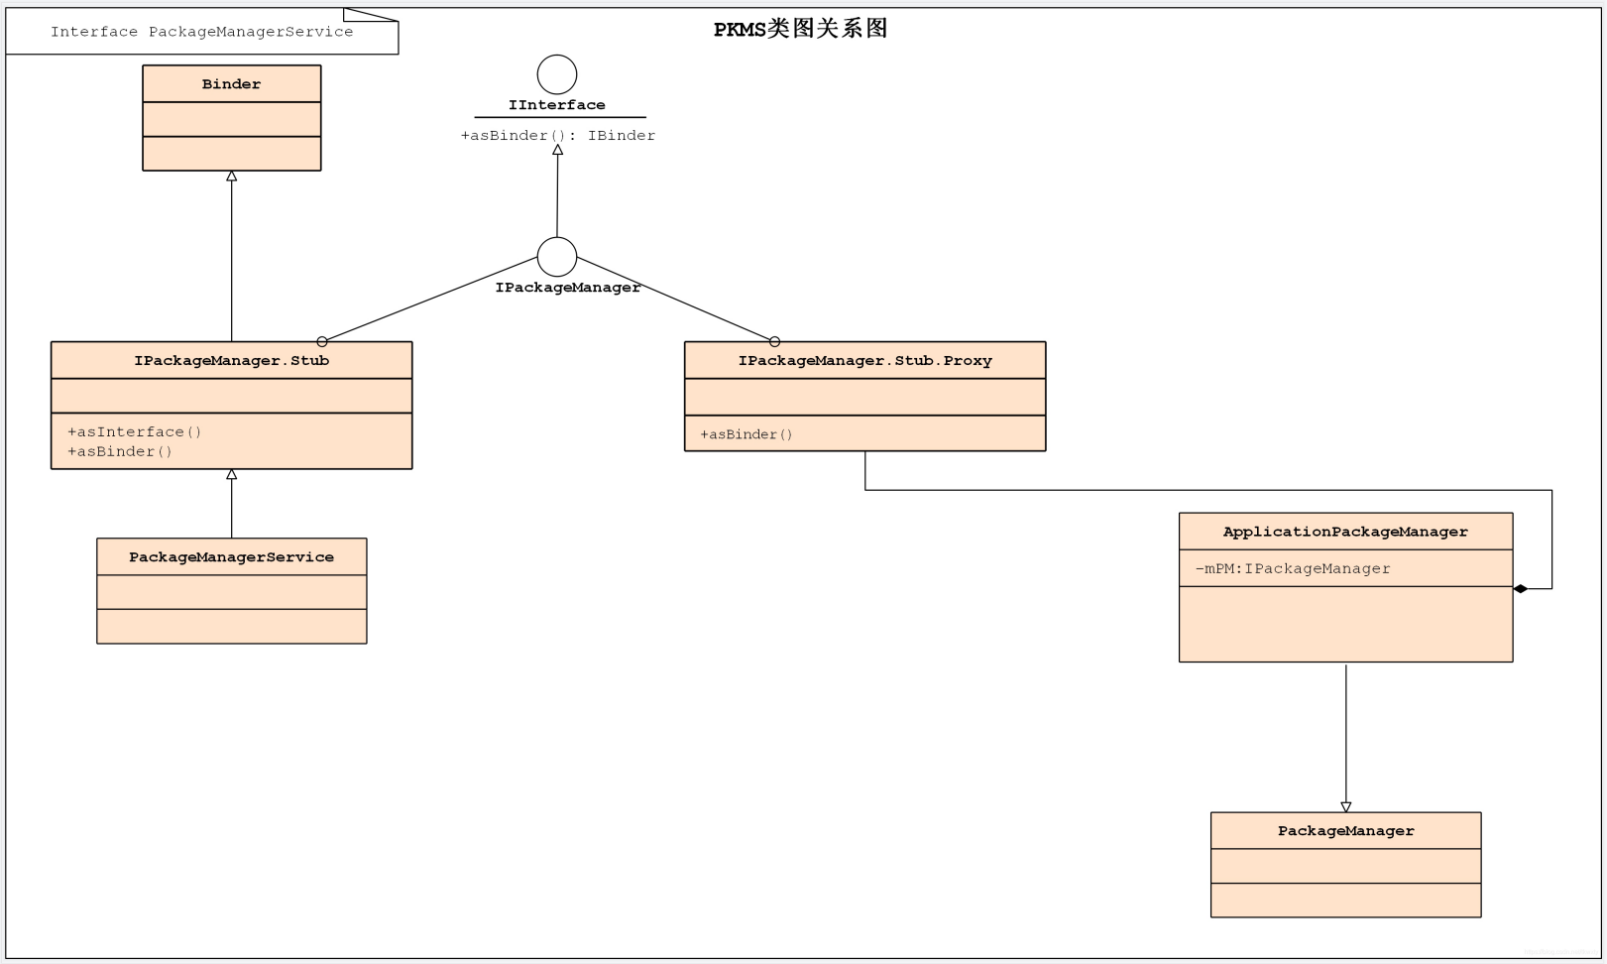 PKMS类图关系图
Interface PackageManagerService
Binder
IInterface
+asBinder(): IBinder
IPackageManager
IPackageManager.Stub
+asInterface()
+asBinder()
IPackageManager.Stub.Proxy
+asBinder()
PackageManagerService
ApplicationPackageManager
-mPM:IPackageManager
PackageManager